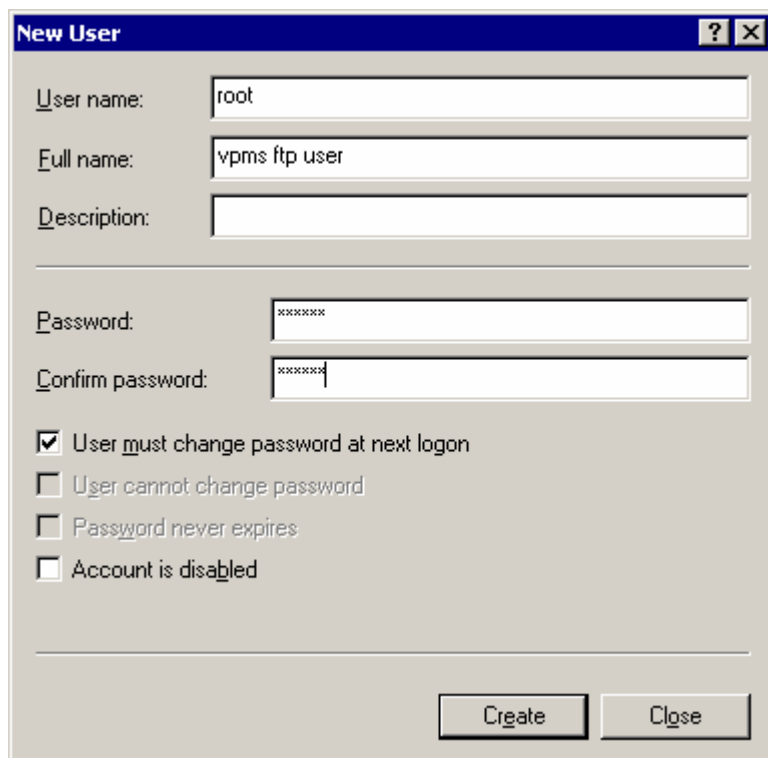 New User
User name: root
Full name: vpms ftp user
Description:
Password: ******
Confirm password: ******
User must change password at next logon
User cannot change password
Password never expires
Account is disabled
Create Close